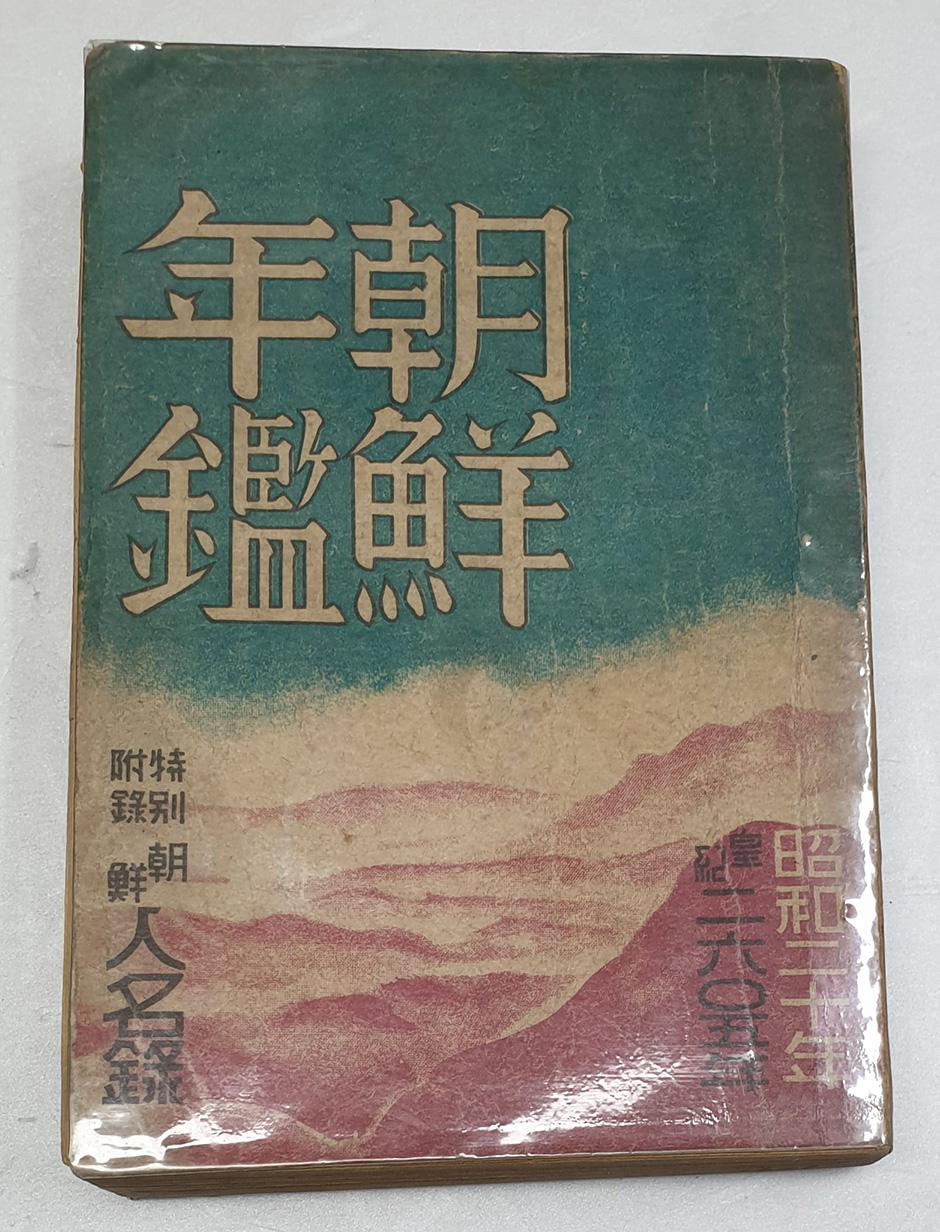 朝鮮
年鑑
昭和二十年
皇紀二六〇五年
特別
附錄
朝鮮人名錄